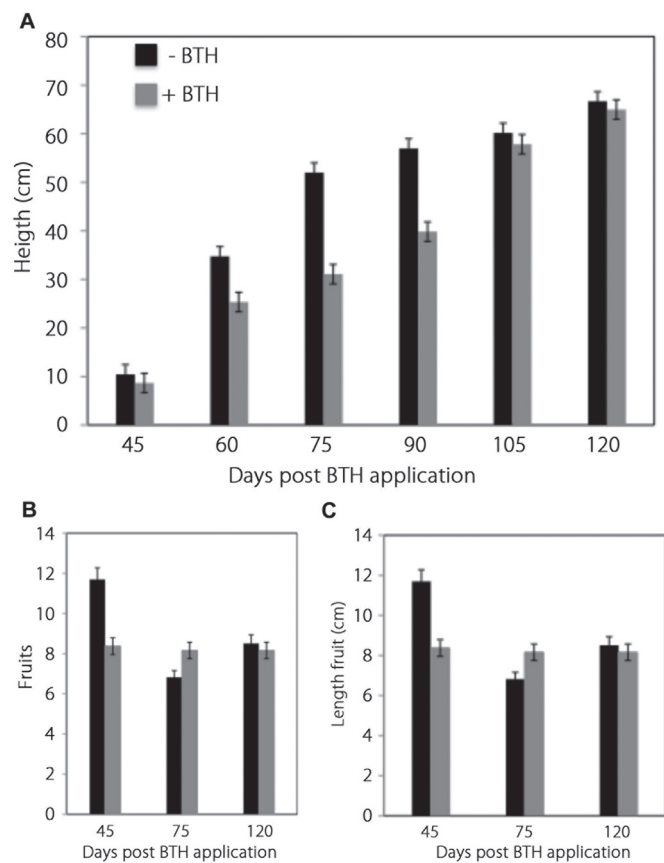 A
80
70
60
50
40
30
20
10
0
Heigth (cm)
- BTH
+ BTH
45 60 75 90 105 120
Days post BTH application
B
14
12
10
8
6
4
2
0
Fruits
45 75 120
Days post BTH application
C
14
12
10
8
6
4
2
0
Length fruit (cm)
45 75 120
Days post BTH application